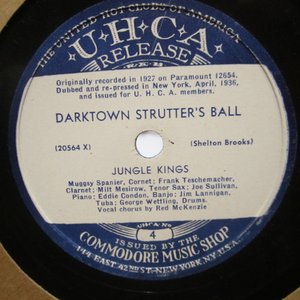 THE UNITED HOT CLUBS OF AMERICA
U·H·C·A
RELEASE
Originally recorded in 1927 on Paramount 12654.
Dubbed and re-pressed in New York, April, 1936,
and issued for U. H. C. A. members.
DARKTOWN STRUTTER'S BALL
(20564 X)
(Shelton Brooks)
JUNGLE KINGS
Muggsy Spanier, Cornet; Frank Teschemacher,
Clarinet; Milt Mesirow, Tenor Sax; Joe Sullivan,
Piano; Eddie Condon, Banjo; Jim Lannigan,
Tuba; George Wettling, Drums.
Vocal chorus by Red McKenzie
4
ISSUED BY THE
COMMODORE MUSIC SHOP
144 EAST 42ND ST. NEW YORK, N.Y. U.S.A.